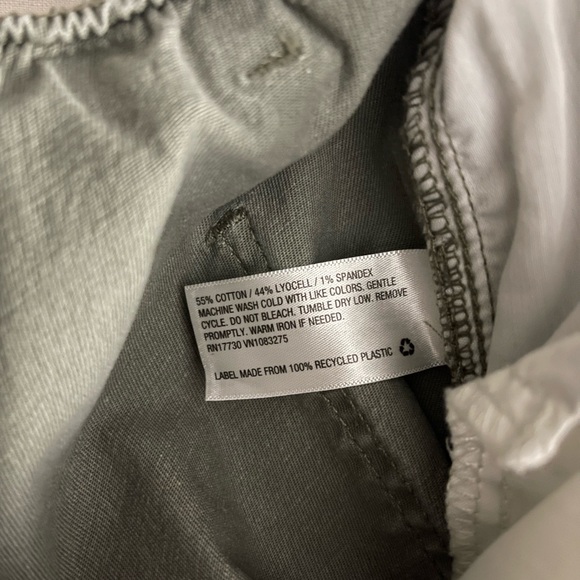 55% COTTON / 44% LYOCELL / 1% SPANDEX
MACHINE WASH COLD WITH LIKE COLORS. GENTLE
CYCLE. DO NOT BLEACH. TUMBLE DRY LOW. REMOVE
PROMPTLY. WARM IRON IF NEEDED.
RN17730 VN1083275
LABEL MADE FROM 100% RECYCLED PLASTIC